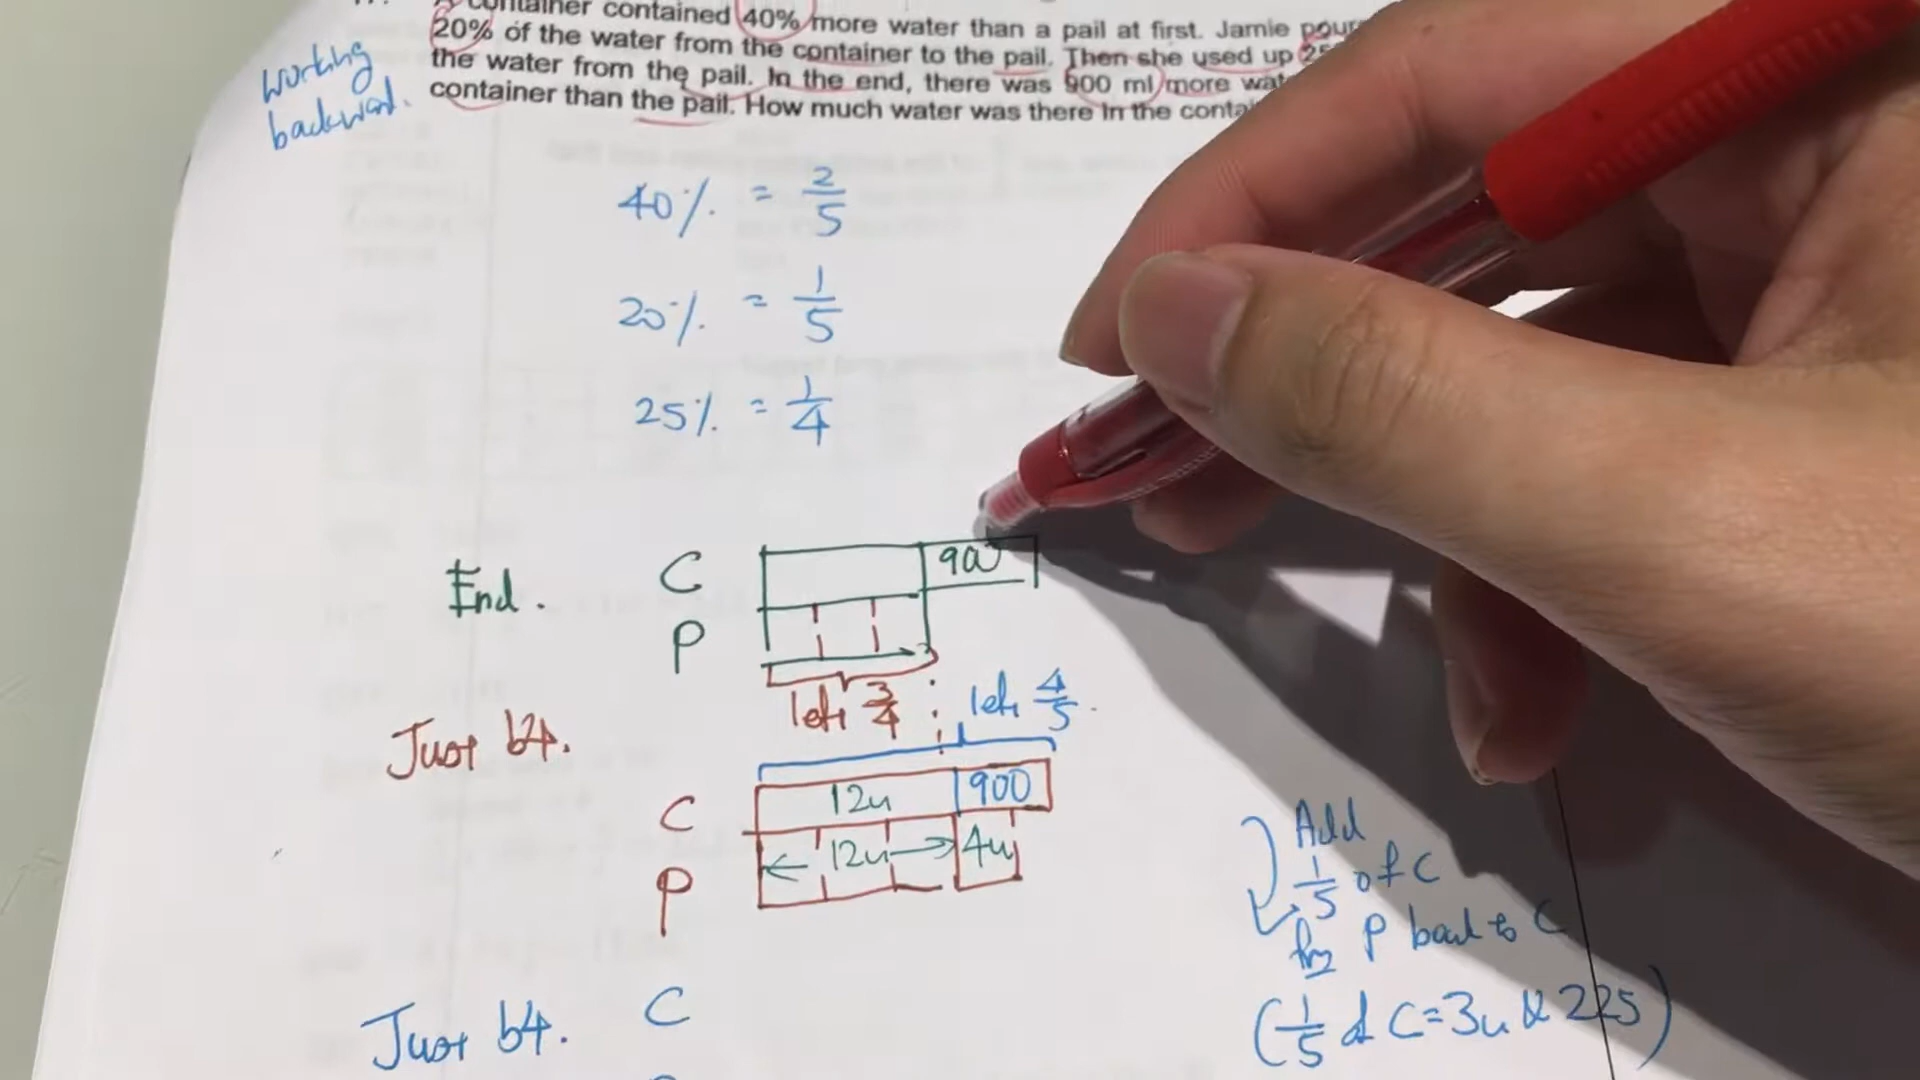 container contained 40% more water than a pail at first. Jamie
20% of the water from the container to the pail. Then she used up
the water from the pail. In the end, there was 900 ml more
container than the pail. How much water was there in the
working
backward.
40% = 2/5
20% = 1/5
25% = 1/4
End.
C 900
P
left 3/4 left 4/5.
Just b4.
C 12u 900
P 12u 4u
Add
1/5 of C
P back to C
Just b4. C
(1/5 of C = 3u & 225)